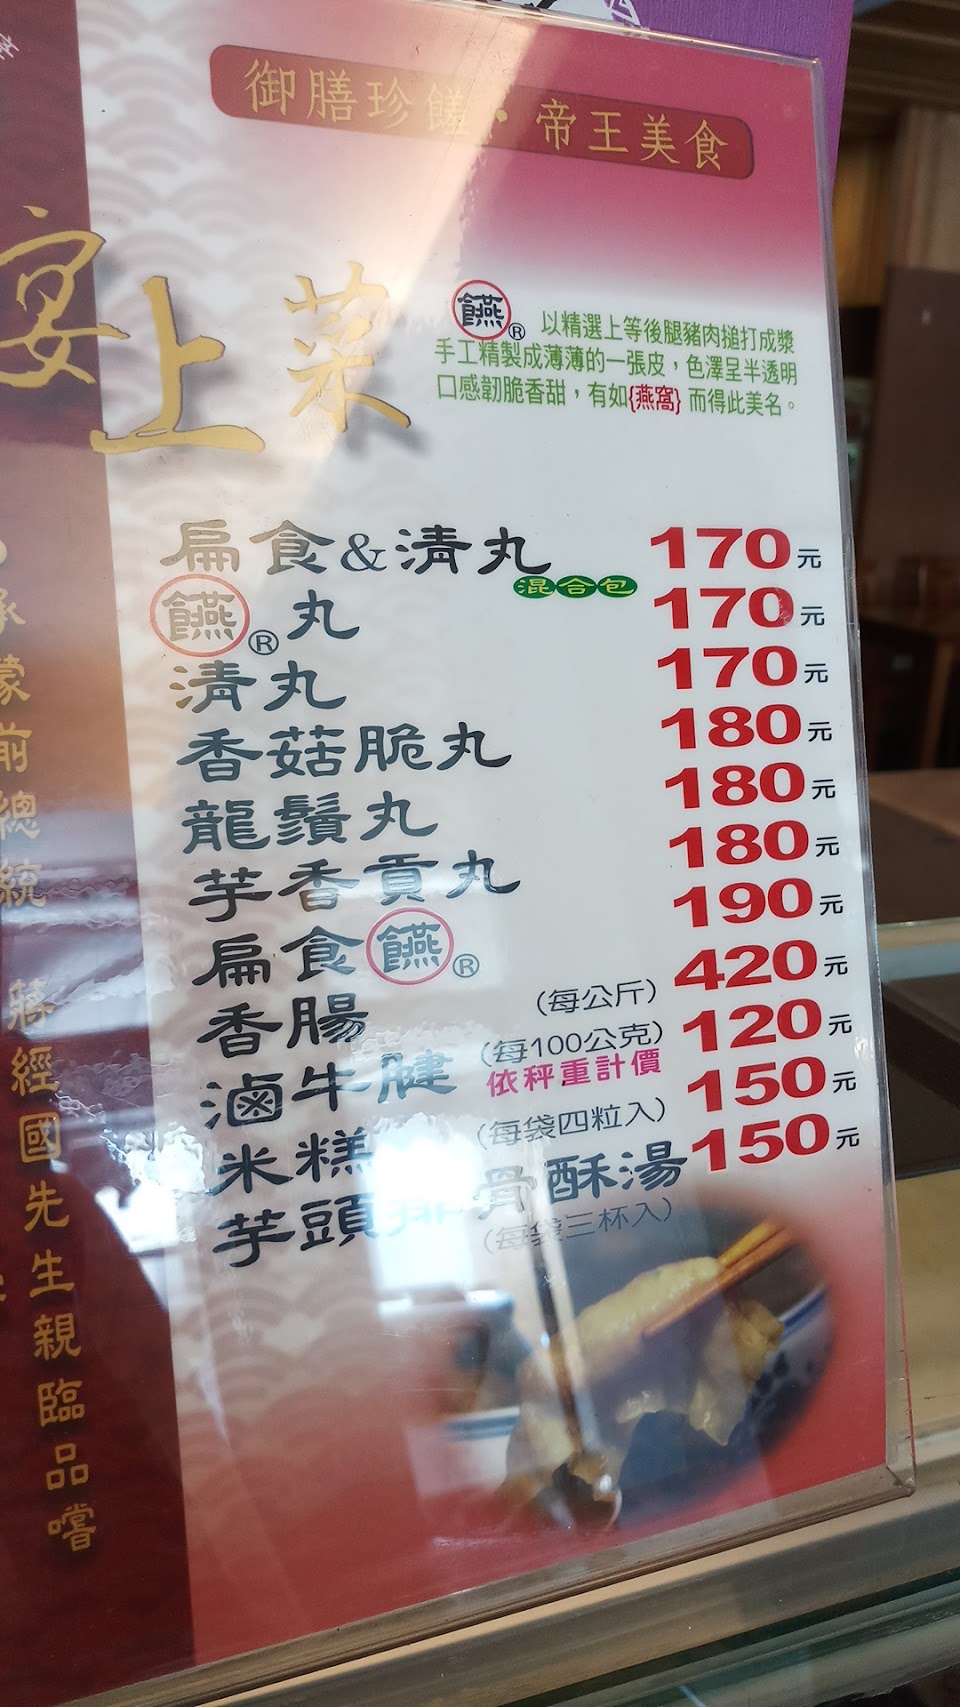 御膳珍饈·帝王美食
宴上菜
饌® 以精選上等後腿豬肉搥打成漿
手工精製成薄薄的一張皮，色澤呈半透明
口感韌脆香甜，有如{燕窩}而得此美名。
扁食&清丸 混合包 170元
䴏® 丸 170元
清丸 170元
香菇脆丸 180元
龍鬚丸 180元
芋香貢丸 180元
扁食 ® 190元
香腸 (每公斤) 420元
滷牛腱 (每100公克) 120元
依秤重計價
米糕 (每袋四粒入) 150元
芋頭排骨酥湯 150元
(每袋三杯入)
承蒙前總統 蔣經國先生親臨品嚐